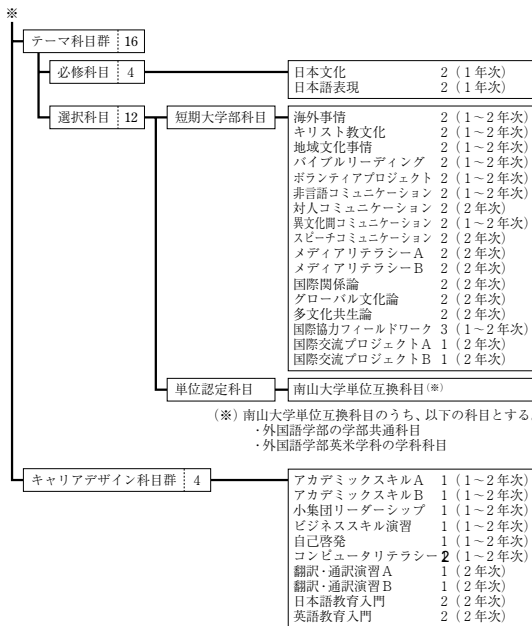 ※
テーマ科目群 16
必修科目 4
日本文化 2（1年次）
日本語表現 2（1年次）
選択科目 12
短期大学部科目
海外事情 2（1～2年次）
キリスト教文化 2（1～2年次）
地域文化事情 2（1～2年次）
バイブルリーディング 2（1～2年次）
ボランティアプロジェクト 2（1～2年次）
非言語コミュニケーション 2（1～2年次）
対人コミュニケーション 2（2年次）
異文化間コミュニケーション 2（1～2年次）
スピーチコミュニケーション 2（2年次）
メディアリテラシーA 2（2年次）
メディアリテラシーB 2（2年次）
国際関係論 2（2年次）
グローバル文化論 2（2年次）
多文化共生論 2（2年次）
国際協力フィールドワーク 3（1～2年次）
国際交流プロジェクトA 1（2年次）
国際交流プロジェクトB 1（2年次）
単位認定科目
南山大学単位互換科目(※)
(※) 南山大学単位互換科目のうち、以下の科目とする。
・外国語学部の学部共通科目
・外国語学部英米学科の学科科目
キャリアデザイン科目群 4
アカデミックスキルA 1（1～2年次）
アカデミックスキルB 1（1～2年次）
小集団リーダーシップ 1（1～2年次）
ビジネススキル演習 1（1～2年次）
自己啓発 1（1～2年次）
コンピュータリテラシー 2（1～2年次）
翻訳・通訳演習A 1（2年次）
翻訳・通訳演習B 1（2年次）
日本語教育入門 2（2年次）
英語教育入門 2（2年次）